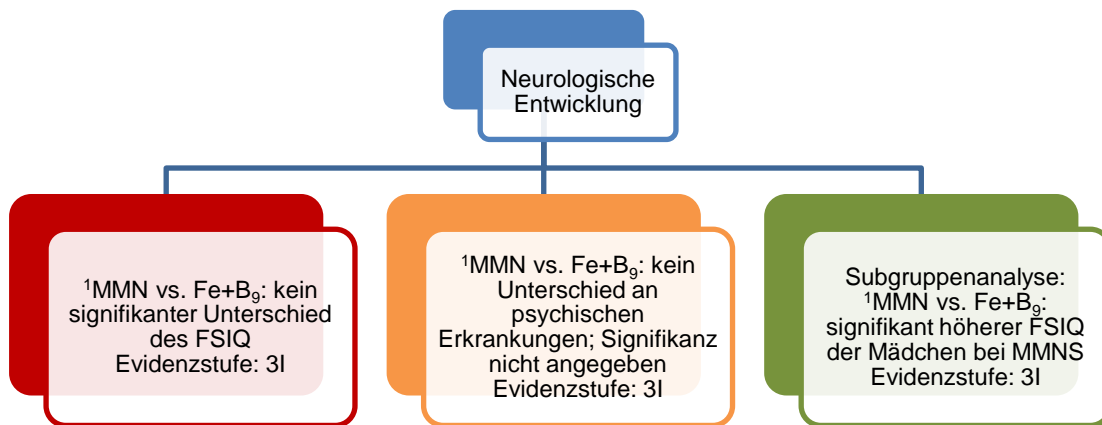 Neurologische
Entwicklung
¹MMN vs. Fe+B₉: kein
signifikanter Unterschied
des FSIQ
Evidenzstufe: 3I
¹MMN vs. Fe+B₉: kein
Unterschied an
psychischen
Erkrankungen; Signifikanz
nicht angegeben
Evidenzstufe: 3I
Subgruppenanalyse:
¹MMN vs. Fe+B₉:
signifikant höherer FSIQ
der Mädchen bei MMNS
Evidenzstufe: 3I